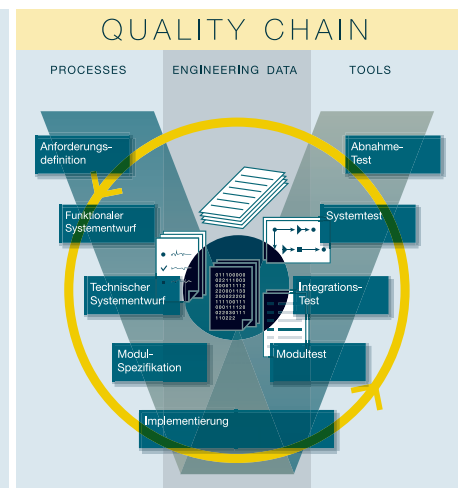 QUALITY CHAIN
PROCESSES
ENGINEERING DATA
TOOLS
Anforderungs-
definition
Abnahme-
Test
Funktionaler
Systementwurf
Systemtest
Technischer
Systementwurf
Integrations-
Test
Modul-
Spezifikation
Modultest
Implementierung